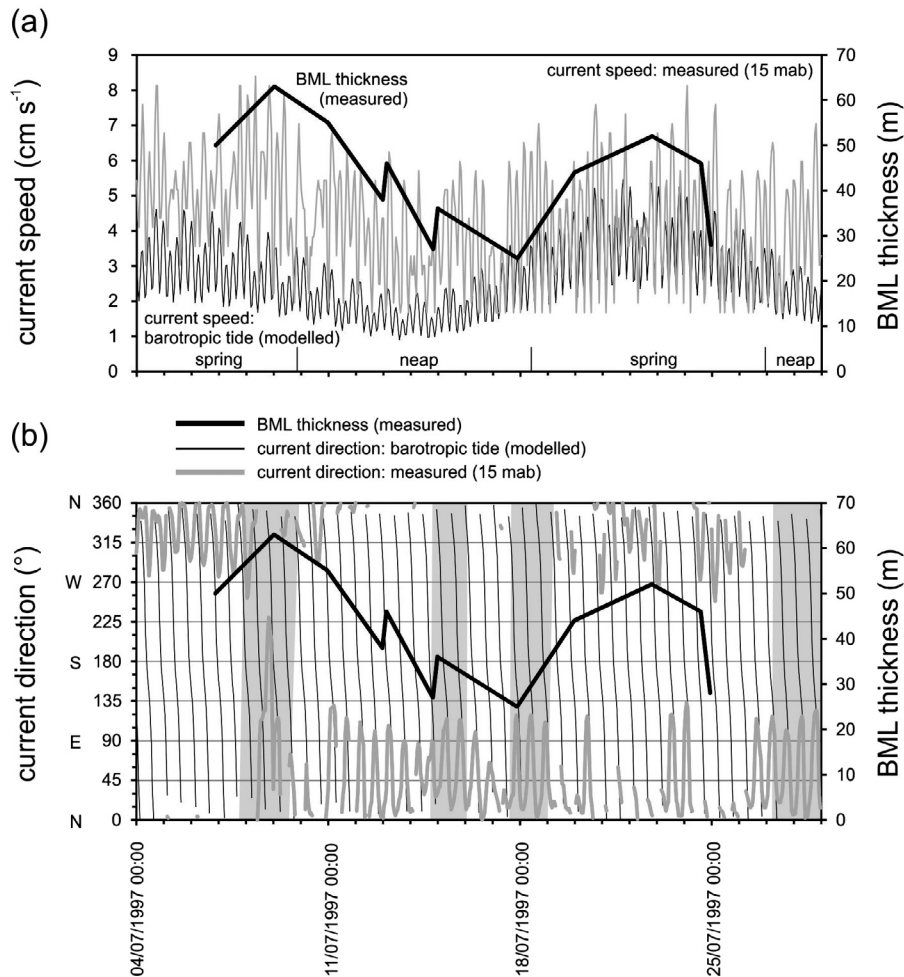 (a)
9
8
7
6
5
4
3
2
1
0
current speed (cm s⁻¹)
BML thickness
(measured)
current speed: measured (15 mab)
current speed:
barotropic tide (modelled)
spring
neap
spring
neap
70
60
50
40
30
20
10
0
BML thickness (m)
BML thickness (measured)
(b)
current direction: barotropic tide (modelled)
current direction: measured (15 mab)
N
W
S
E
N
360
315
270
225
180
135
90
45
0
current direction (°)
70
60
50
40
30
20
10
0
BML thickness (m)
04/07/1997 00:00
11/07/1997 00:00
18/07/1997 00:00
25/07/1997 00:00